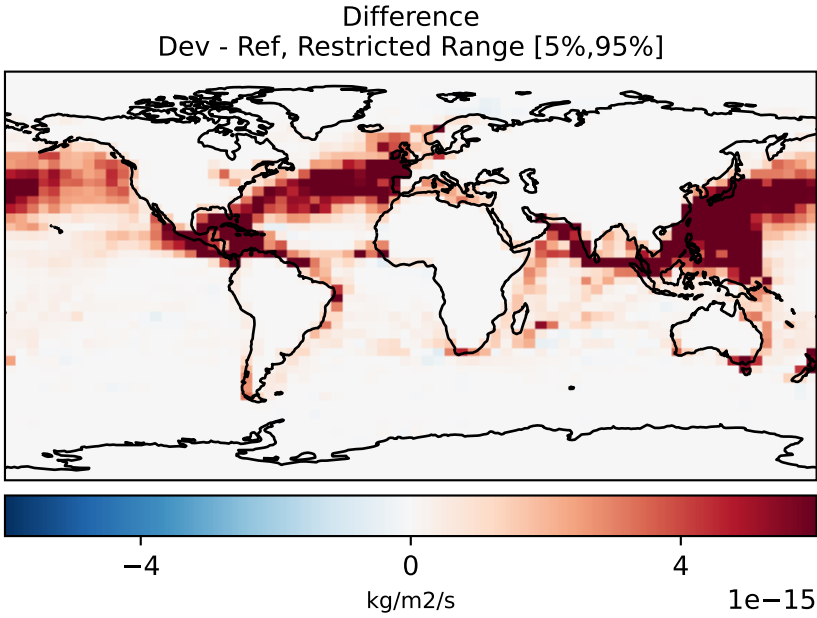 Difference
Dev - Ref, Restricted Range [5%,95%]
−4
0
4
1e−15
kg/m2/s